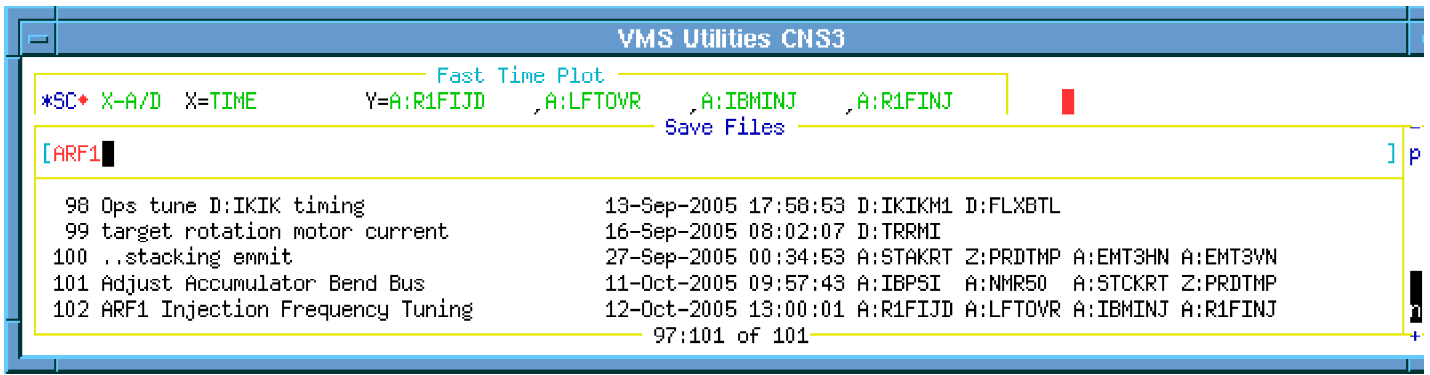 VMS Utilities CNS3
Fast Time Plot
*SC♦ X-A/D X=TIME Y=A:R1FIJD ,A:LFTOVR ,A:IBMINJ ,A:R1FINJ
Save Files
[ARF1 ] p
98 Ops tune D:IKIK timing 13-Sep-2005 17:58:53 D:IKIKM1 D:FLXBTL
99 target rotation motor current 16-Sep-2005 08:02:07 D:TRRMI
100 ..stacking emmit 27-Sep-2005 00:34:53 A:STAKRT Z:PRDTMP A:EMT3HN A:EMT3VN
101 Adjust Accumulator Bend Bus 11-Oct-2005 09:57:43 A:IBPSI A:NMR50 A:STCKRT Z:PRDTMP
102 ARF1 Injection Frequency Tuning 12-Oct-2005 13:00:01 A:R1FIJD A:LFTOVR A:IBMINJ A:R1FINJ n
97:101 of 101 +